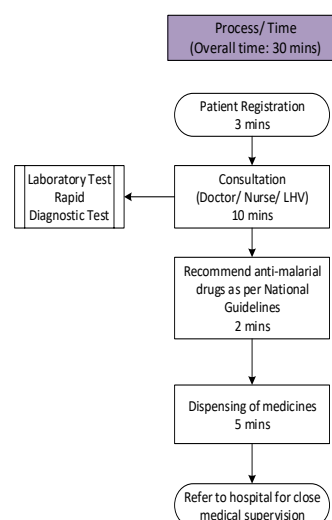 Process/ Time
(Overall time: 30 mins)
Patient Registration
3 mins
Laboratory Test
Rapid
Diagnostic Test
Consultation
(Doctor/ Nurse/ LHV)
10 mins
Recommend anti-malarial
drugs as per National
Guidelines
2 mins
Dispensing of medicines
5 mins
Refer to hospital for close
medical supervision